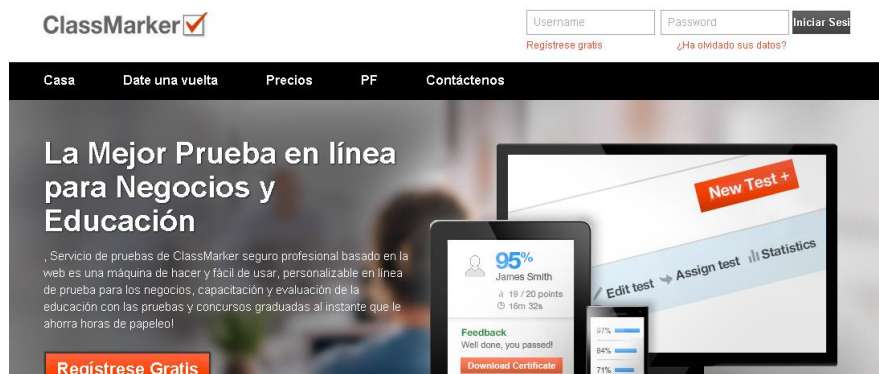 ClassMarker
Username
Password
Iniciar Sesi
Regístrese gratis
¿Ha olvidado sus datos?
Casa
Date una vuelta
Precios
PF
Contáctenos
La Mejor Prueba en línea
para Negocios y
Educación
, Servicio de pruebas de ClassMarker seguro profesional basado en la
web es una máquina de hacer y fácil de usar, personalizable en línea
de prueba para los negocios, capacitación y evaluación de la
educación con las pruebas y concursos graduadas al instante que le
ahorra horas de papeleo!
Regístrese Gratis
New Test +
Edit test
Assign test
Statistics
95%
James Smith
19 / 20 points
16m 32s
Feedback
Well done, you passed!
Download Certificate
97%
84%
71%